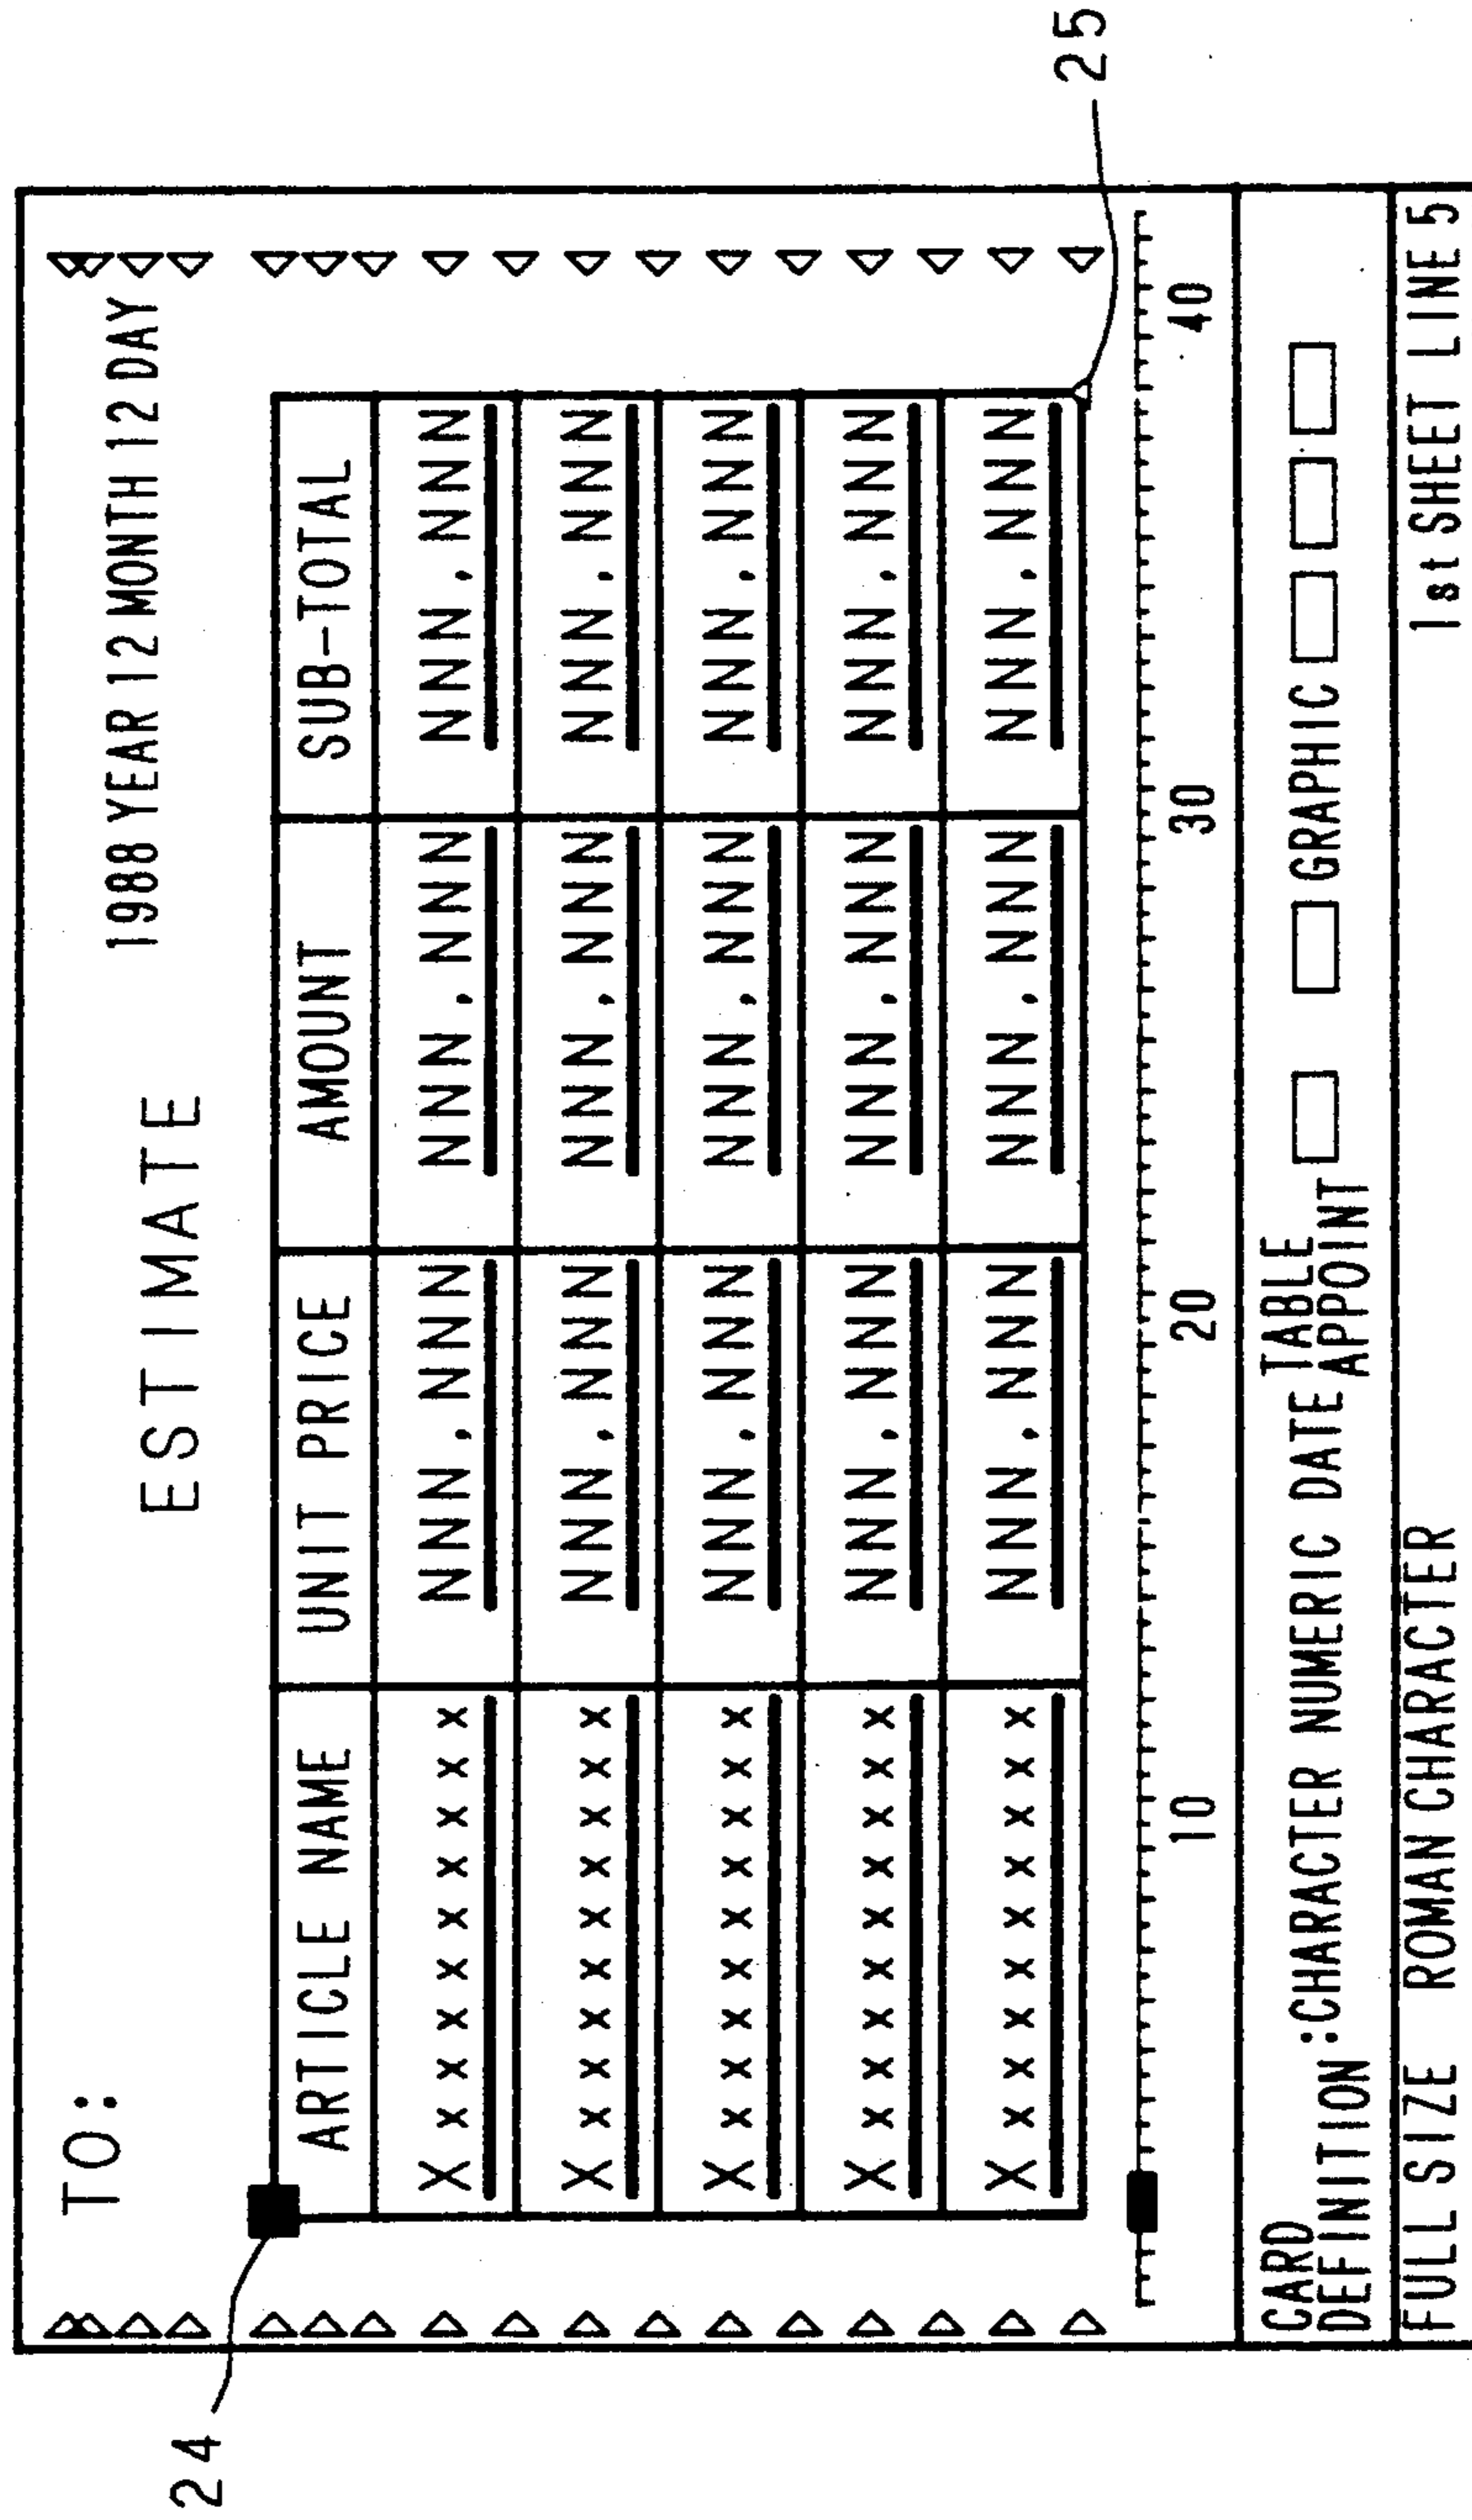 TO:
1988 YEAR 12 MONTH 12 DAY
ESTIMATE
24
ARTICLE NAME UNIT PRICE AMOUNT SUB-TOTAL
Xxxxxxxxxx NNN,NNN NNN,NNN NNN,NNN
Xxxxxxxxxx NNN,NNN NNN,NNN NNN,NNN
Xxxxxxxxxx NNN,NNN NNN,NNN NNN,NNN
Xxxxxxxxxx NNN,NNN NNN,NNN NNN,NNN
Xxxxxxxxxx NNN,NNN NNN,NNN NNN,NNN
25
10 20 30 40
CARD DEFINITION :CHARACTER NUMERIC DATE TABLE APPOINT GRAPHIC
FULL SIZE ROMAN CHARACTER 1st SHEET LINE 5